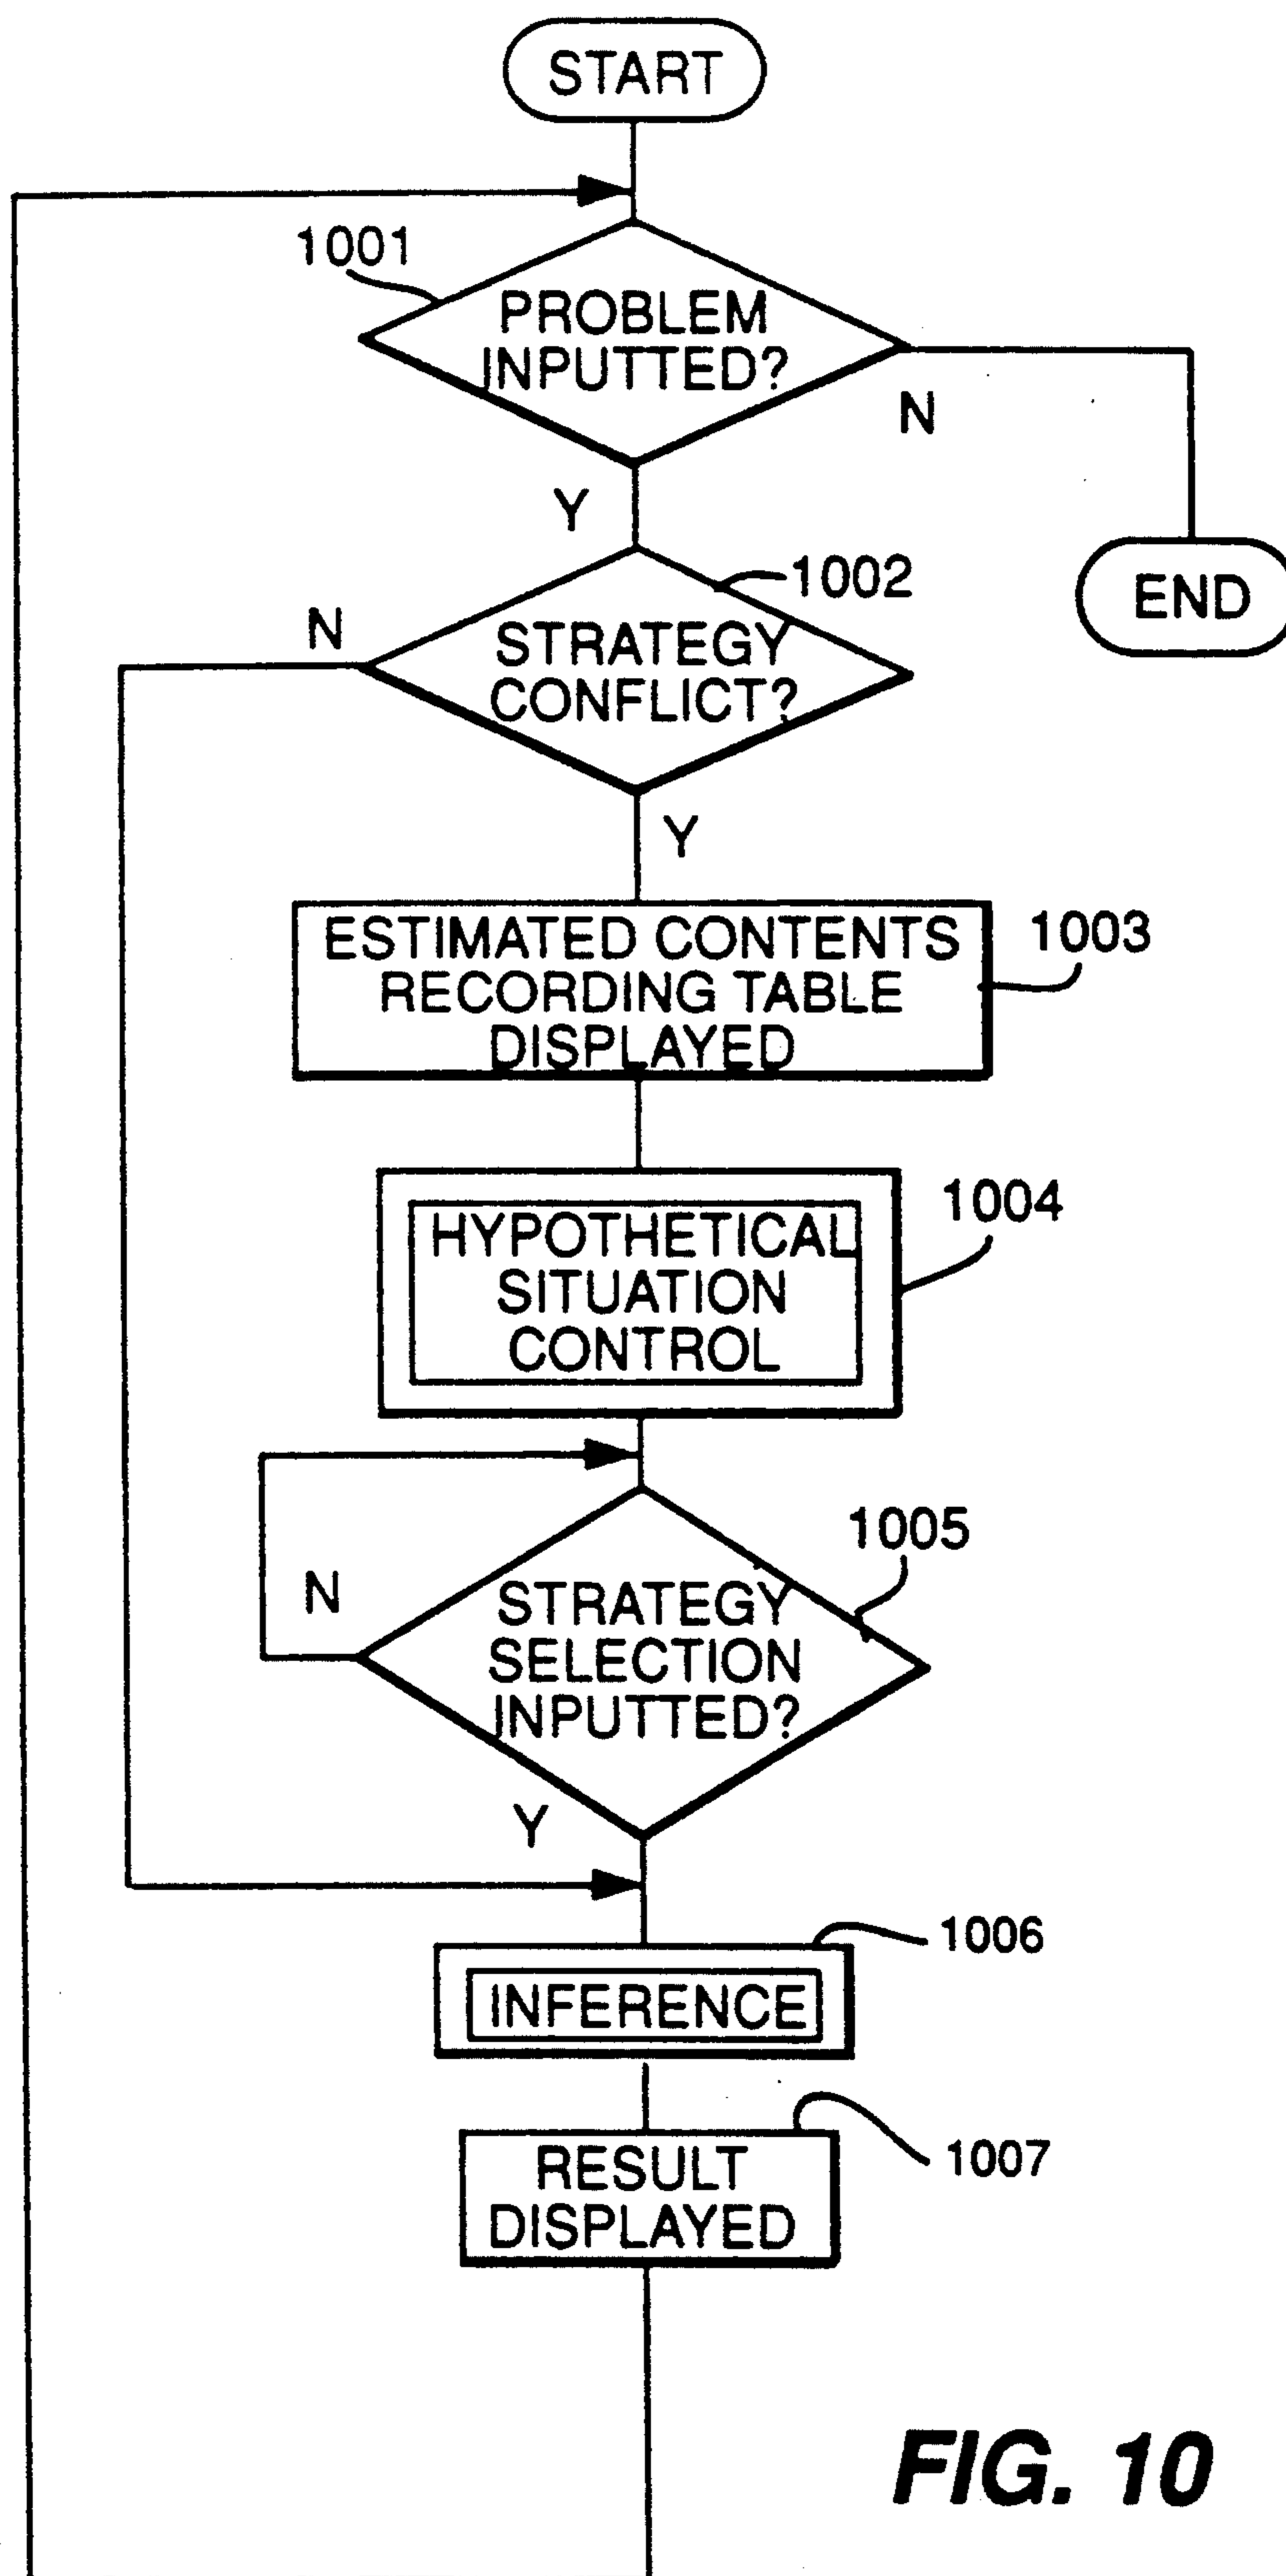 START
1001
PROBLEM
INPUTTED?
N
Y
END
1002
N
STRATEGY
CONFLICT?
Y
ESTIMATED CONTENTS
RECORDING TABLE
DISPLAYED
1003
1004
HYPOTHETICAL
SITUATION
CONTROL
1005
N
STRATEGY
SELECTION
INPUTTED?
Y
1006
INFERENCE
1007
RESULT
DISPLAYED
FIG. 10